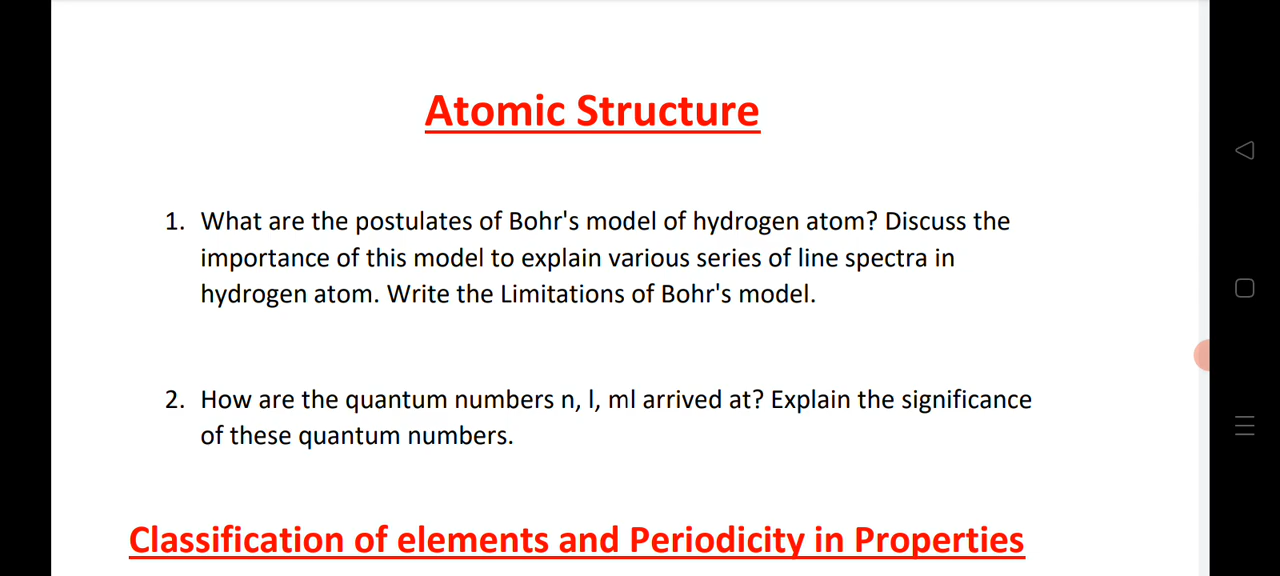 Atomic Structure
1. What are the postulates of Bohr's model of hydrogen atom? Discuss the
importance of this model to explain various series of line spectra in
hydrogen atom. Write the Limitations of Bohr's model.
2. How are the quantum numbers n, l, ml arrived at? Explain the significance
of these quantum numbers.
Classification of elements and Periodicity in Properties